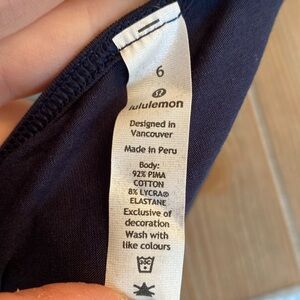 6
lululemon
Designed in
Vancouver
Made in Peru
Body:
92% PIMA
COTTON
8% LYCRA®
ELASTANE
Exclusive of
decoration
Wash with
like colours